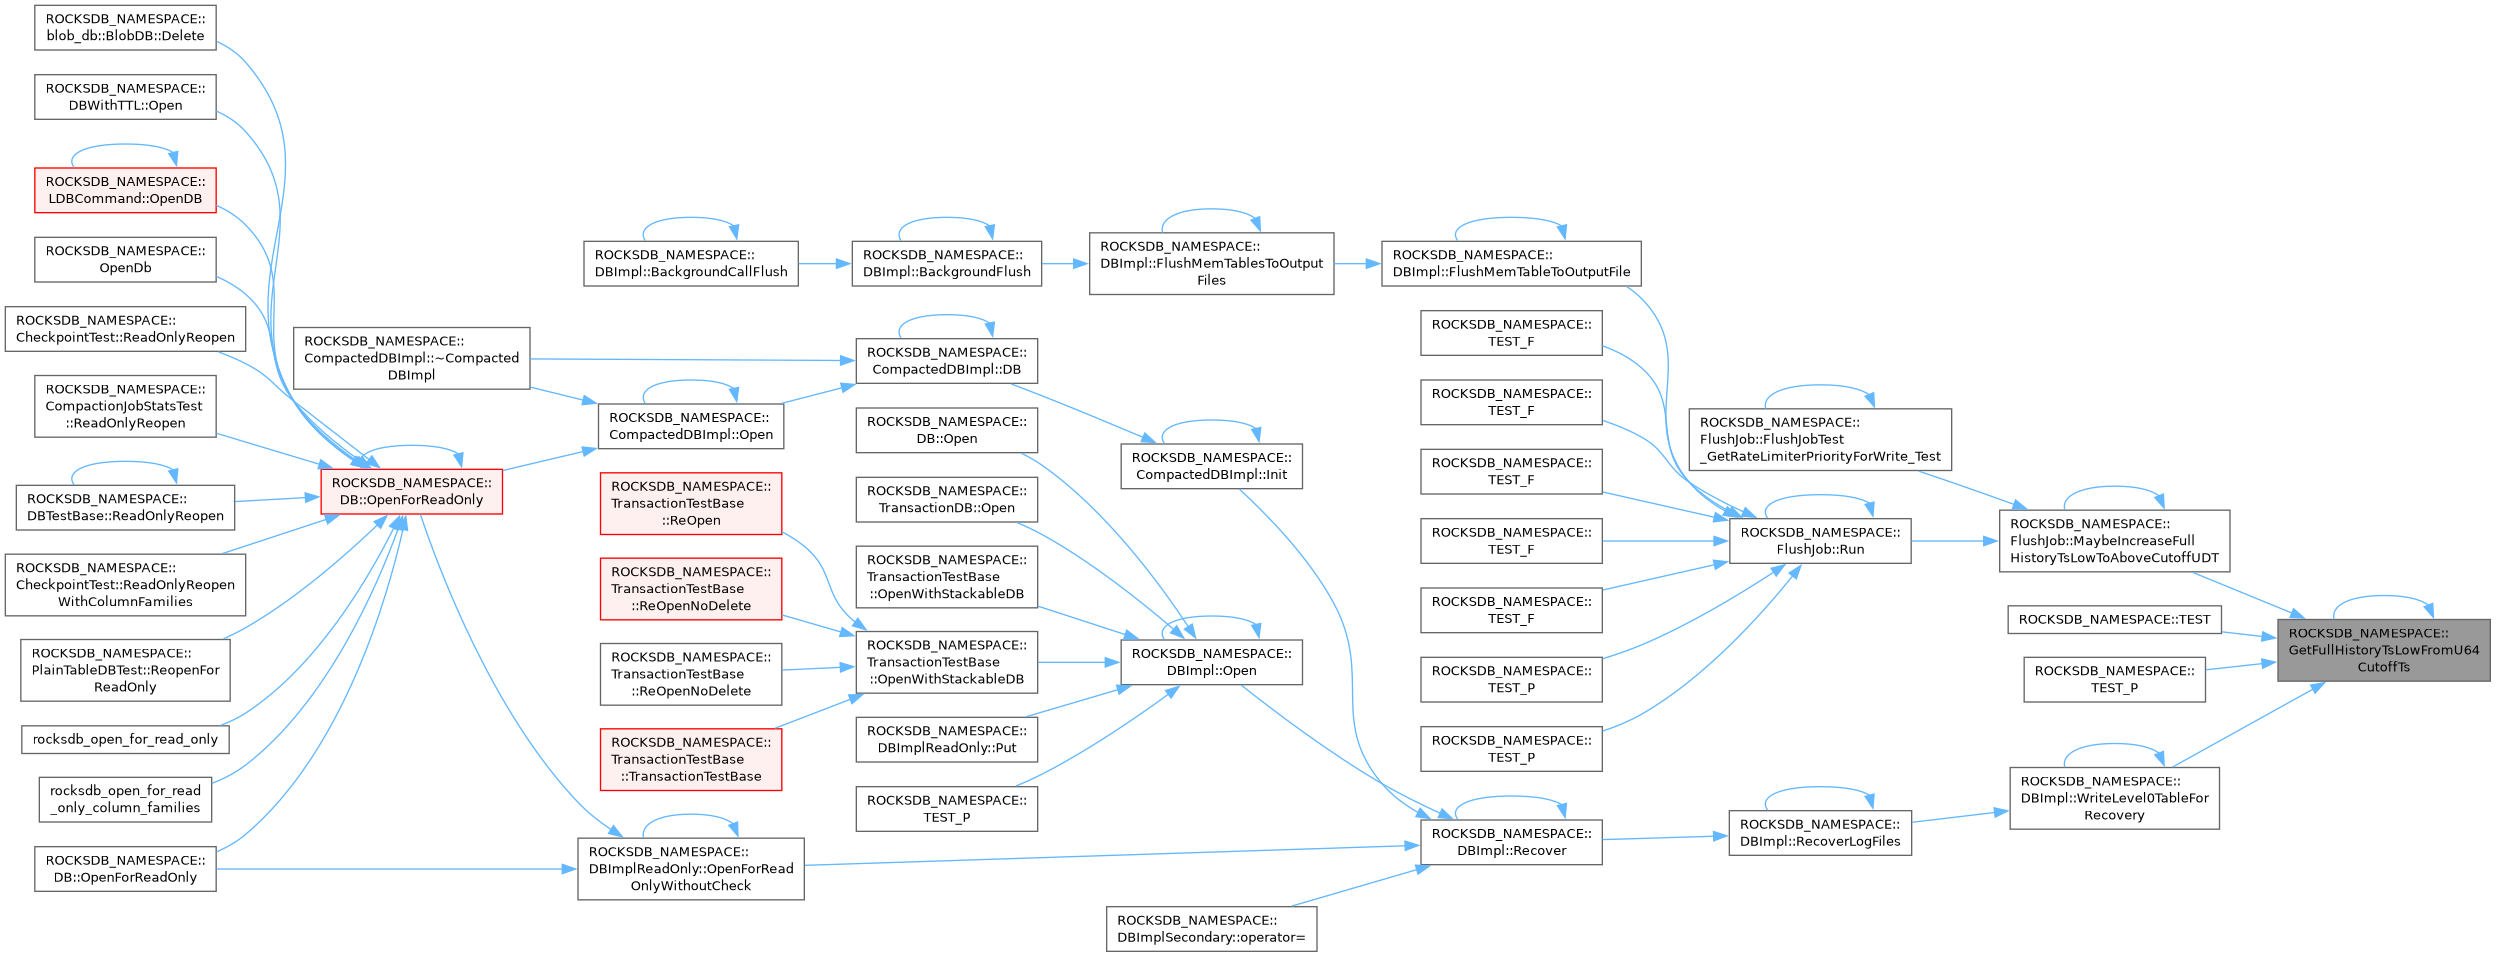 ROCKSDB_NAMESPACE::
blob_db::BlobDB::Delete
ROCKSDB_NAMESPACE::
DBWithTTL::Open
ROCKSDB_NAMESPACE::
LDBCommand::OpenDB
ROCKSDB_NAMESPACE::
OpenDb
ROCKSDB_NAMESPACE::
CheckpointTest::ReadOnlyReopen
ROCKSDB_NAMESPACE::
CompactionJobStatsTest
::ReadOnlyReopen
ROCKSDB_NAMESPACE::
DBTestBase::ReadOnlyReopen
ROCKSDB_NAMESPACE::
CheckpointTest::ReadOnlyReopen
WithColumnFamilies
ROCKSDB_NAMESPACE::
PlainTableDBTest::ReopenFor
ReadOnly
rocksdb_open_for_read_only
rocksdb_open_for_read
_only_column_families
ROCKSDB_NAMESPACE::
DB::OpenForReadOnly
ROCKSDB_NAMESPACE::
CompactedDBImpl::~Compacted
DBImpl
ROCKSDB_NAMESPACE::
DB::OpenForReadOnly
ROCKSDB_NAMESPACE::
DBImpl::BackgroundCallFlush
ROCKSDB_NAMESPACE::
CompactedDBImpl::Open
ROCKSDB_NAMESPACE::
TransactionTestBase
::ReOpen
ROCKSDB_NAMESPACE::
TransactionTestBase
::ReOpenNoDelete
ROCKSDB_NAMESPACE::
TransactionTestBase
::ReOpenNoDelete
ROCKSDB_NAMESPACE::
TransactionTestBase
::TransactionTestBase
ROCKSDB_NAMESPACE::
DBImplReadOnly::OpenForRead
OnlyWithoutCheck
ROCKSDB_NAMESPACE::
DBImpl::BackgroundFlush
ROCKSDB_NAMESPACE::
CompactedDBImpl::DB
ROCKSDB_NAMESPACE::
DB::Open
ROCKSDB_NAMESPACE::
TransactionDB::Open
ROCKSDB_NAMESPACE::
TransactionTestBase
::OpenWithStackableDB
ROCKSDB_NAMESPACE::
TransactionTestBase
::OpenWithStackableDB
ROCKSDB_NAMESPACE::
DBImplReadOnly::Put
ROCKSDB_NAMESPACE::
TEST_P
ROCKSDB_NAMESPACE::
DBImpl::FlushMemTablesToOutput
Files
ROCKSDB_NAMESPACE::
CompactedDBImpl::Init
ROCKSDB_NAMESPACE::
DBImpl::Open
ROCKSDB_NAMESPACE::
DBImplSecondary::operator=
ROCKSDB_NAMESPACE::
DBImpl::FlushMemTableToOutputFile
ROCKSDB_NAMESPACE::
TEST_F
ROCKSDB_NAMESPACE::
TEST_F
ROCKSDB_NAMESPACE::
TEST_F
ROCKSDB_NAMESPACE::
TEST_F
ROCKSDB_NAMESPACE::
TEST_F
ROCKSDB_NAMESPACE::
TEST_P
ROCKSDB_NAMESPACE::
TEST_P
ROCKSDB_NAMESPACE::
DBImpl::Recover
ROCKSDB_NAMESPACE::
FlushJob::FlushJobTest
_GetRateLimiterPriorityForWrite_Test
ROCKSDB_NAMESPACE::
FlushJob::Run
ROCKSDB_NAMESPACE::
DBImpl::RecoverLogFiles
ROCKSDB_NAMESPACE::
FlushJob::MaybeIncreaseFull
HistoryTsLowToAboveCutoffUDT
ROCKSDB_NAMESPACE::TEST
ROCKSDB_NAMESPACE::
TEST_P
ROCKSDB_NAMESPACE::
DBImpl::WriteLevel0TableFor
Recovery
ROCKSDB_NAMESPACE::
GetFullHistoryTsLowFromU64
CutoffTs